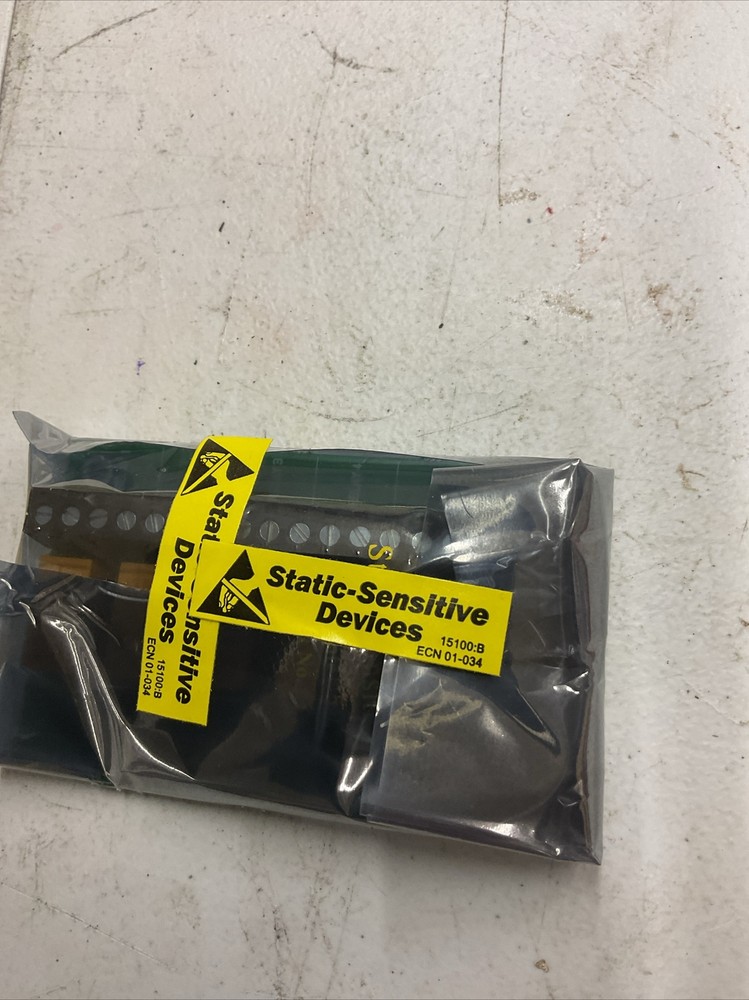 Static-Sensitive
Devices
15100:B
ECN 01-034
Devices
15100:B
ECN 01-034